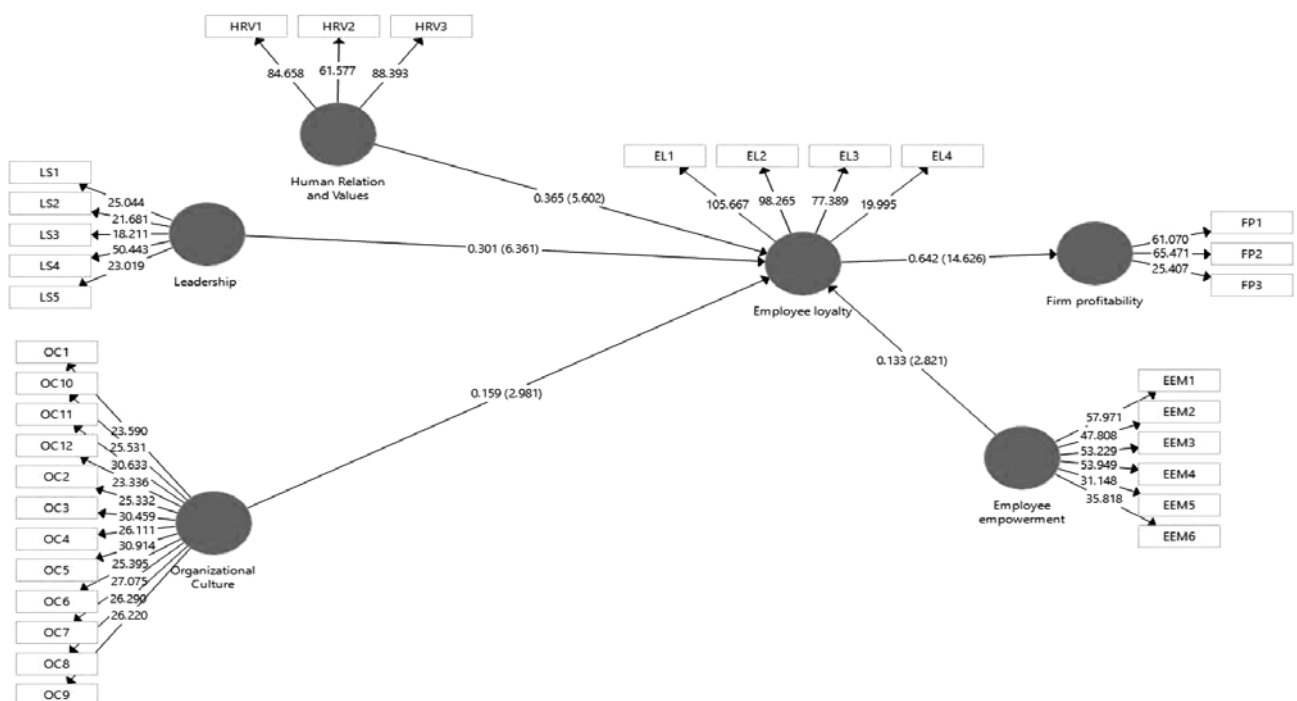 HRV1
HRV2
HRV3
84.658
61.577
88.393
Human Relation
and Values
LS1
LS2
LS3
LS4
LS5
25.044
21.681
18.211
50.443
23.019
Leadership
EL1
EL2
EL3
EL4
105.667
98.265
77.389
19.995
0.365 (5.602)
0.301 (6.361)
Employee loyalty
0.642 (14.626)
Firm profitability
61.070
65.471
25.407
FP1
FP2
FP3
0.159 (2.981)
0.133 (2.821)
OC1
OC10
OC11
OC12
OC2
OC3
OC4
OC5
OC6
OC7
OC8
OC9
23.590
25.531
30.633
23.336
25.332
30.459
26.111
30.914
25.395
27.075
26.290
26.220
Organizational
Culture
Employee
empowerment
57.971
47.808
53.229
53.949
31.148
35.818
EEM1
EEM2
EEM3
EEM4
EEM5
EEM6